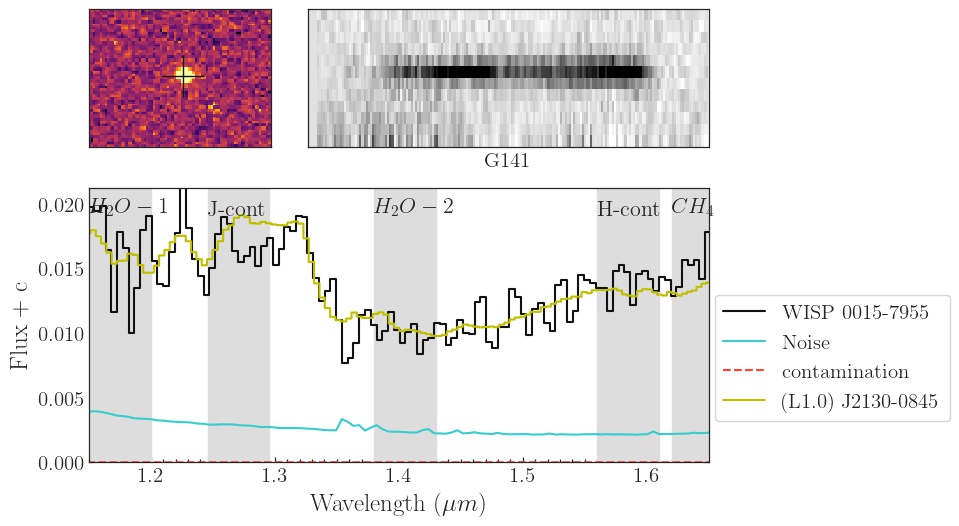 G141
H₂O − 1
J-cont
H₂O − 2
H-cont
CH₄
0.020
0.015
0.010
0.005
0.000
Flux + c
1.2
1.3
1.4
1.5
1.6
Wavelength (μm)
WISP 0015-7955
Noise
contamination
(L1.0) J2130-0845